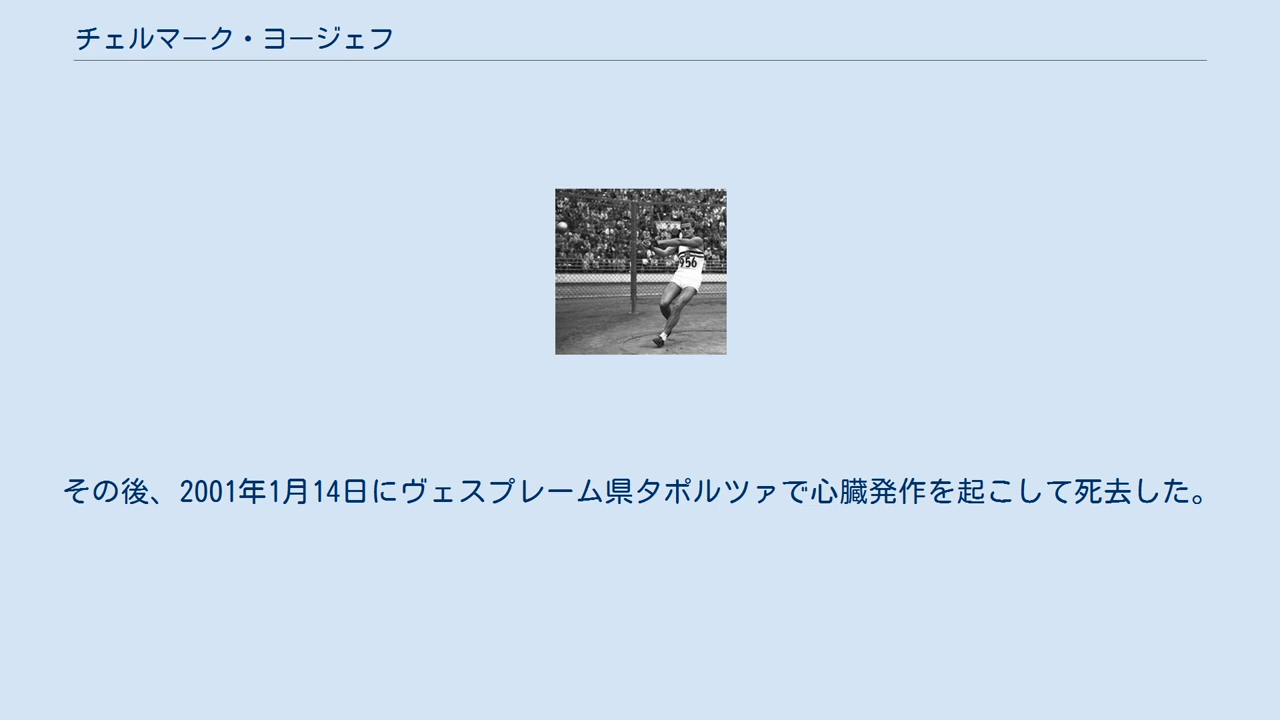 チェルマーク・ヨージェフ
956
その後、2001年1月14日にヴェスプレーム県タポルツァで心臓発作を起こして死去した。